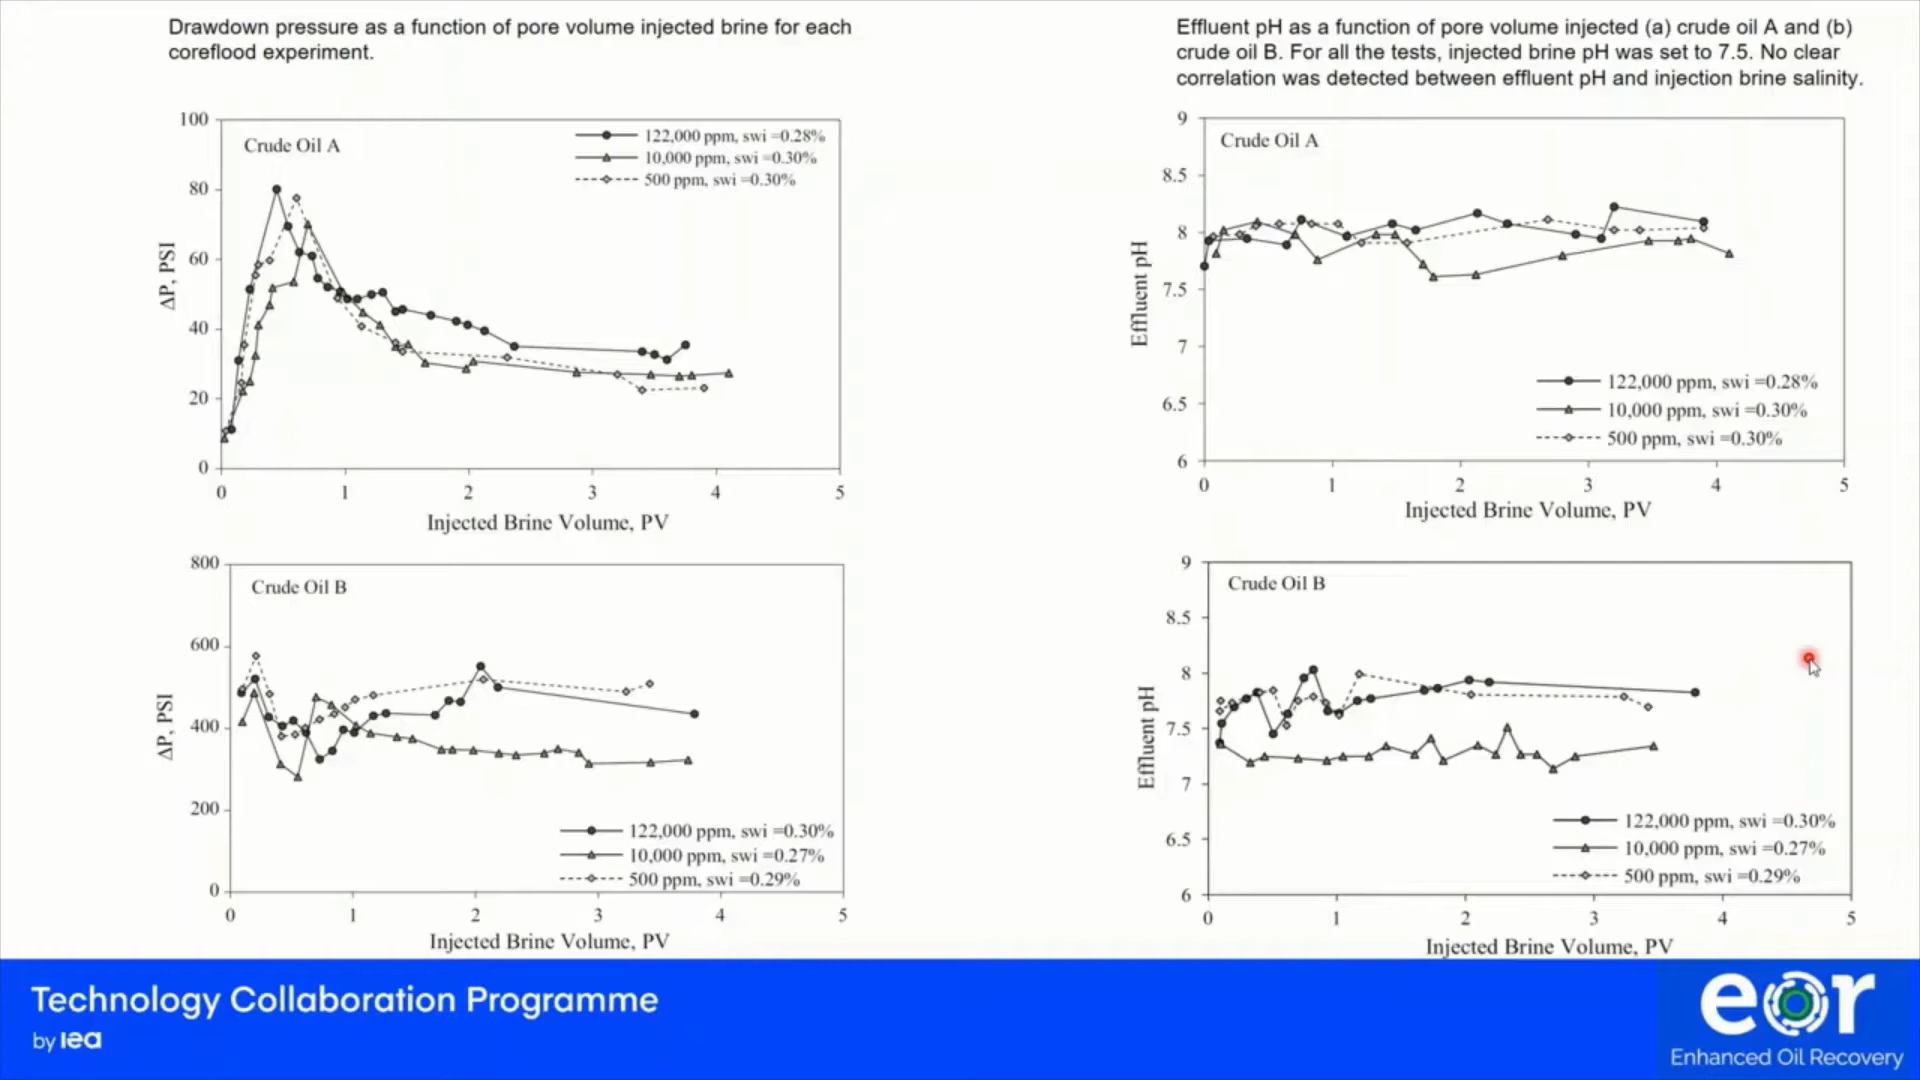 Drawdown pressure as a function of pore volume injected brine for each
coreflood experiment.
Effluent pH as a function of pore volume injected (a) crude oil A and (b)
crude oil B. For all the tests, injected brine pH was set to 7.5. No clear
correlation was detected between effluent pH and injection brine salinity.
100
80
60
40
20
0
ΔP, PSI
Crude Oil A
122,000 ppm, swi =0.28%
10,000 ppm, swi =0.30%
500 ppm, swi =0.30%
0 1 2 3 4 5
Injected Brine Volume, PV
9
8.5
8
7.5
7
6.5
6
Effluent pH
Crude Oil A
122,000 ppm, swi =0.28%
10,000 ppm, swi =0.30%
500 ppm, swi =0.30%
0 1 2 3 4 5
Injected Brine Volume, PV
800
600
400
200
0
ΔP, PSI
Crude Oil B
122,000 ppm, swi =0.30%
10,000 ppm, swi =0.27%
500 ppm, swi =0.29%
0 1 2 3 4 5
Injected Brine Volume, PV
9
8.5
8
7.5
7
6.5
6
Effluent pH
Crude Oil B
122,000 ppm, swi =0.30%
10,000 ppm, swi =0.27%
500 ppm, swi =0.29%
0 1 2 3 4 5
Injected Brine Volume, PV
Technology Collaboration Programme
by iea
eor
Enhanced Oil Recovery